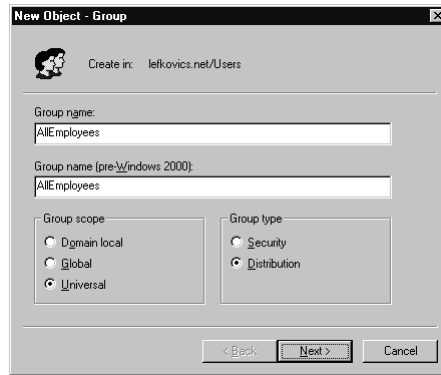 New Object - Group
Create in: lefkovics.net/Users
Group name:
AllEmployees
Group name (pre-Windows 2000):
AllEmployees
Group scope
Domain local
Global
Universal
Group type
Security
Distribution
< Back
Next >
Cancel